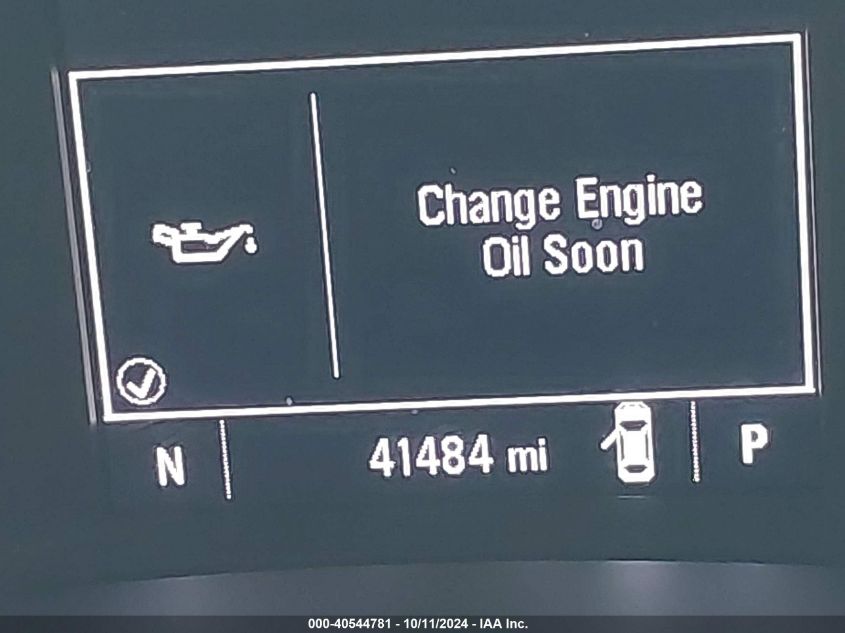 Change Engine
Oil Soon
N 41484 mi P
000-40544781 - 10/11/2024 - IAA Inc.